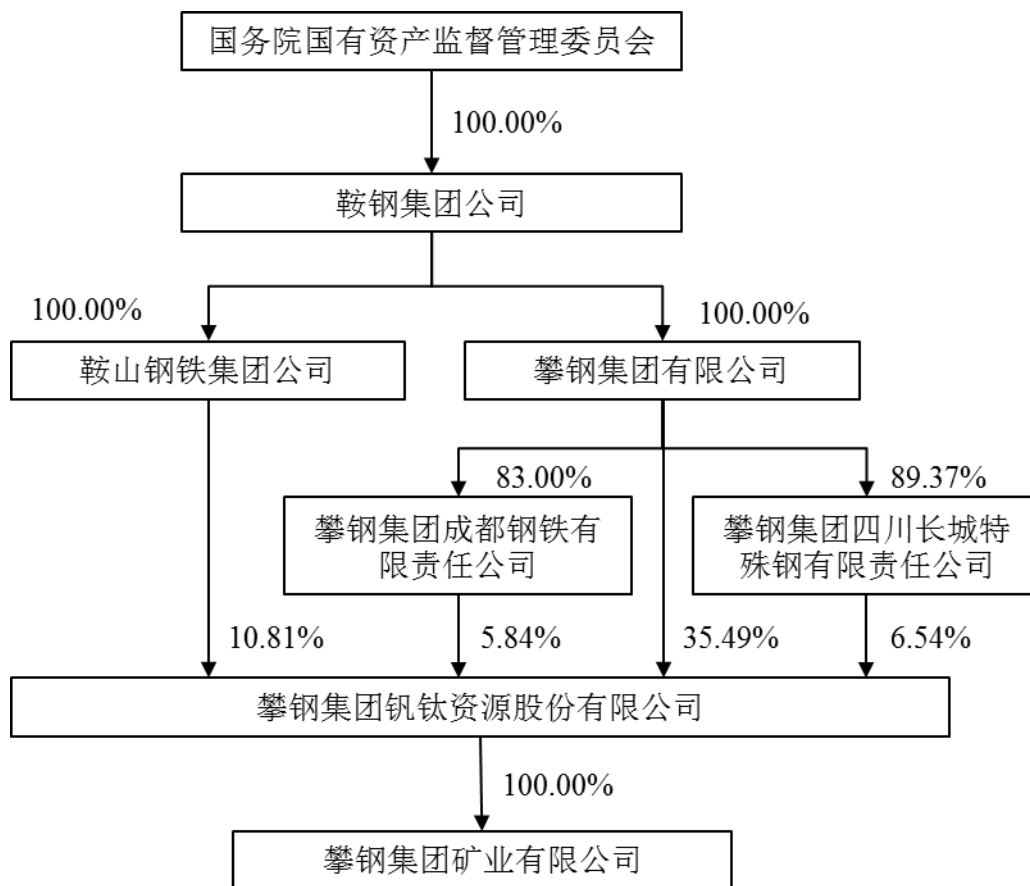 国务院国有资产监督管理委员会
100.00%
鞍钢集团公司
100.00%
100.00%
鞍山钢铁集团公司
攀钢集团有限公司
83.00%
89.37%
攀钢集团成都钢铁有
限责任公司
攀钢集团四川长城特
殊钢有限责任公司
10.81%
5.84%
35.49%
6.54%
攀钢集团钒钛资源股份有限公司
100.00%
攀钢集团矿业有限公司